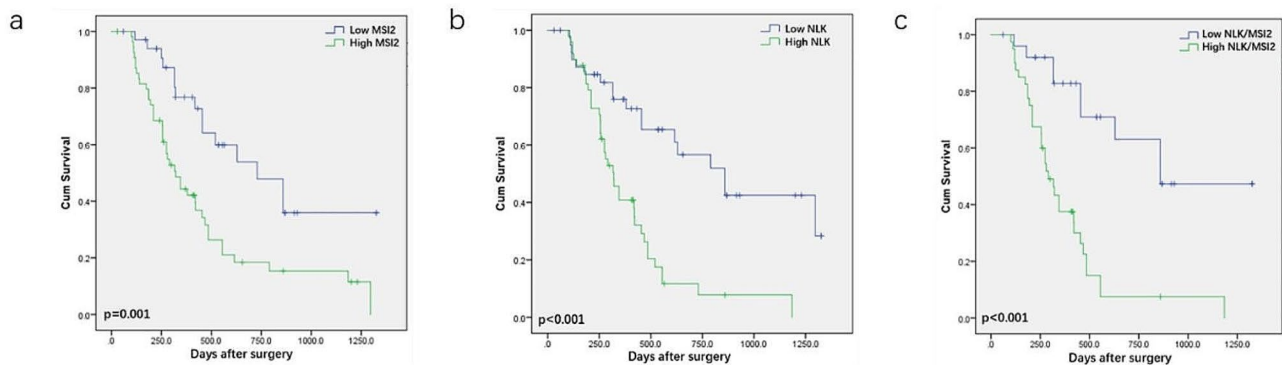 a
Low MSI2
High MSI2
Cum Survival
1.0
0.8
0.6
0.4
0.2
0.0
p=0.001
.0 250.0 500.0 750.0 1000.0 1250.0
Days after surgery
b
Low NLK
High NLK
Cum Survival
1.0
0.8
0.6
0.4
0.2
0.0
p<0.001
.0 250.0 500.0 750.0 1000.0 1250.0
Days after surgery
c
Low NLK/MSI2
High NLK/MSI2
Cum Survival
1.0
0.8
0.6
0.4
0.2
0.0
p<0.001
.0 250.0 500.0 750.0 1000.0 1250.0
Days after surgery